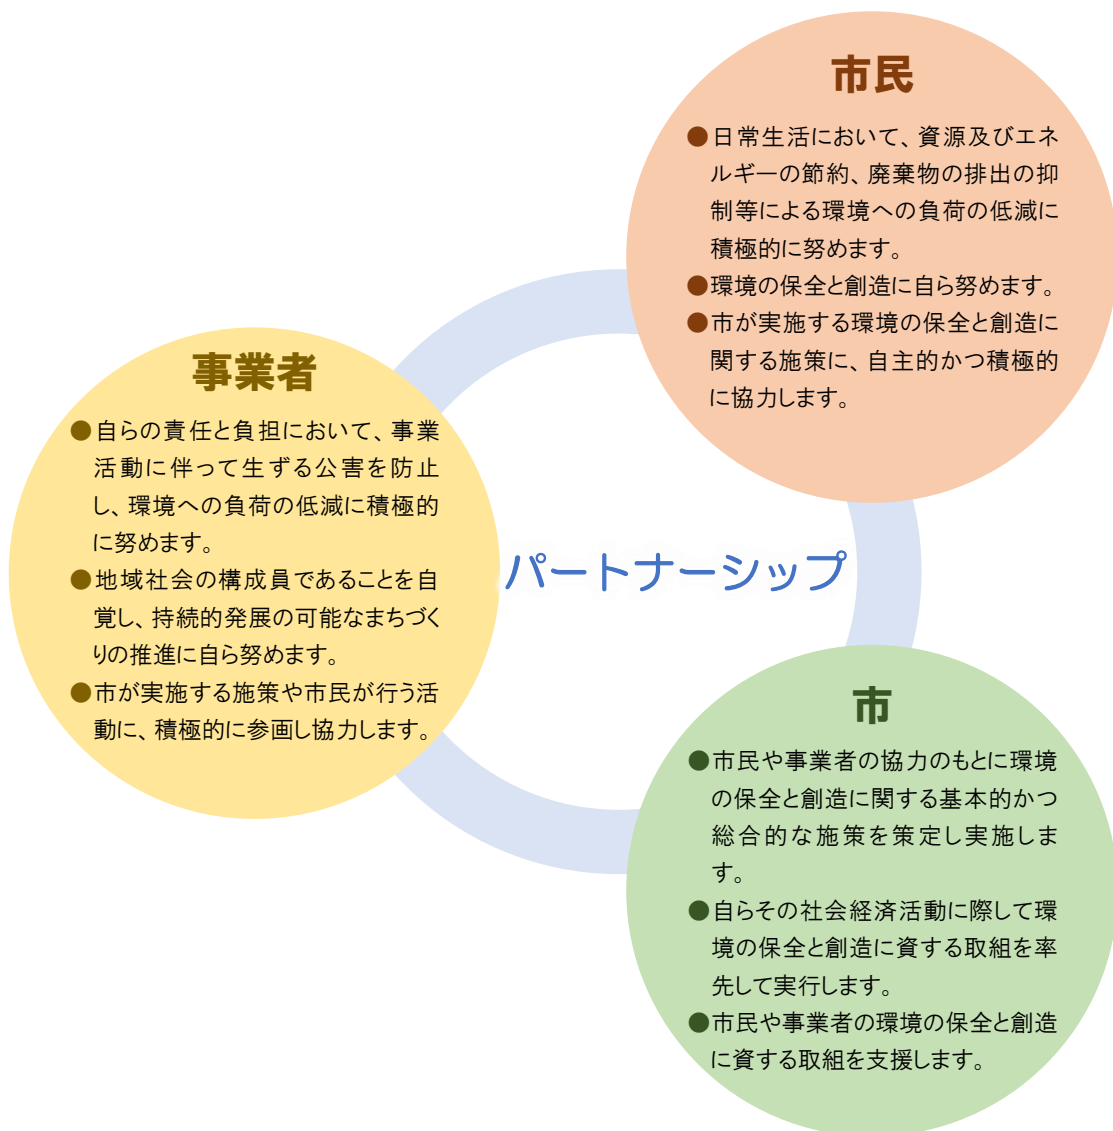 市民
●日常生活において、資源及びエネ
ルギーの節約、廃棄物の排出の抑
制等による環境への負荷の低減に
積極的に努めます。
●環境の保全と創造に自ら努めます。
●市が実施する環境の保全と創造に
関する施策に、自主的かつ積極的
に協力します。
事業者
●自らの責任と負担において、事業
活動に伴って生ずる公害を防止
し、環境への負荷の低減に積極的
に努めます。
●地域社会の構成員であることを自
覚し、持続的発展の可能なまちづく
りの推進に自ら努めます。
●市が実施する施策や市民が行う活
動に、積極的に参画し協力します。
パートナーシップ
市
●市民や事業者の協力のもとに環境
の保全と創造に関する基本的かつ
総合的な施策を策定し実施しま
す。
●自らその社会経済活動に際して環
境の保全と創造に資する取組を率
先して実行します。
●市民や事業者の環境の保全と創造
に資する取組を支援します。